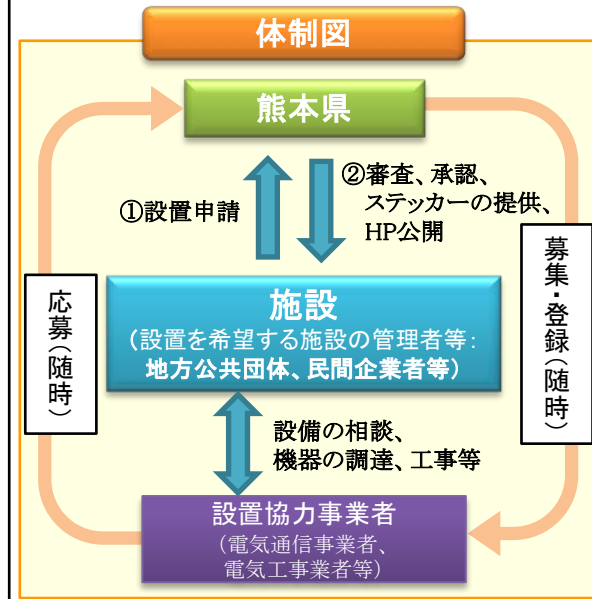 体制図
熊本県
①設置申請
②審査、承認、
ステッカーの提供、
HP公開
応募(随時)
募集・登録(随時)
施設
(設置を希望する施設の管理者等:
地方公共団体、民間企業者等)
設備の相談、
機器の調達、工事等
設置協力事業者
(電気通信事業者、
電気工事業者等)